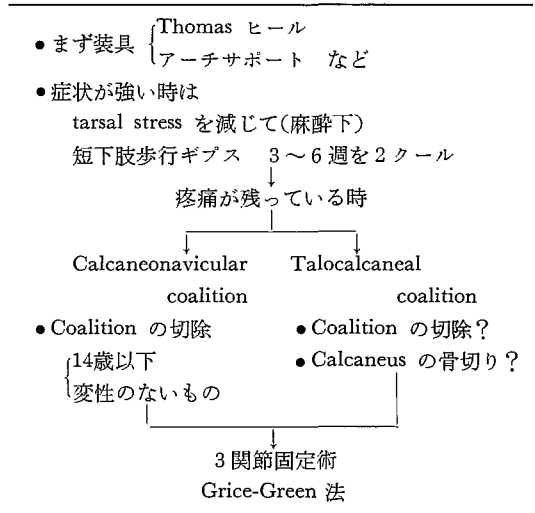 ● まず装具 { Thomas ヒール
アーチサポート など
● 症状が強い時は
tarsal stress を減じて(麻酔下)
短下肢歩行ギプス 3〜6週を2クール
疼痛が残っている時
Calcaneonavicular coalition
Talocalcaneal coalition
● Coalition の切除
{ 14歳以下
変性のないもの
● Coalition の切除?
● Calcaneus の骨切り?
3関節固定術
Grice-Green 法